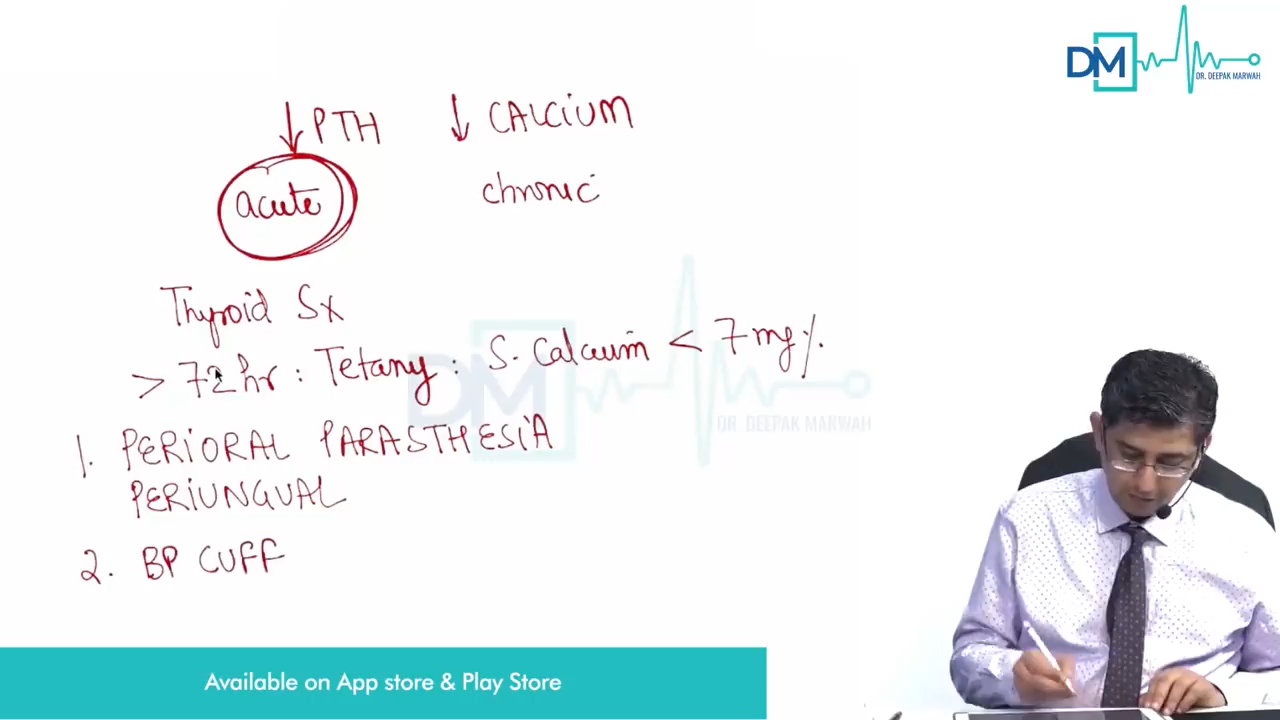 DM
DR. DEEPAK MARWAH
↓ PTH ↓ CALCIUM
acute chronic
Thyroid Sx
> 72 hr : Tetany : S. Calcium < 7 mg%.
1. PERIORAL PARASTHESIA
PERIUNGUAL
2. BP CUFF
DM
DR. DEEPAK MARWAH
Available on App store & Play Store